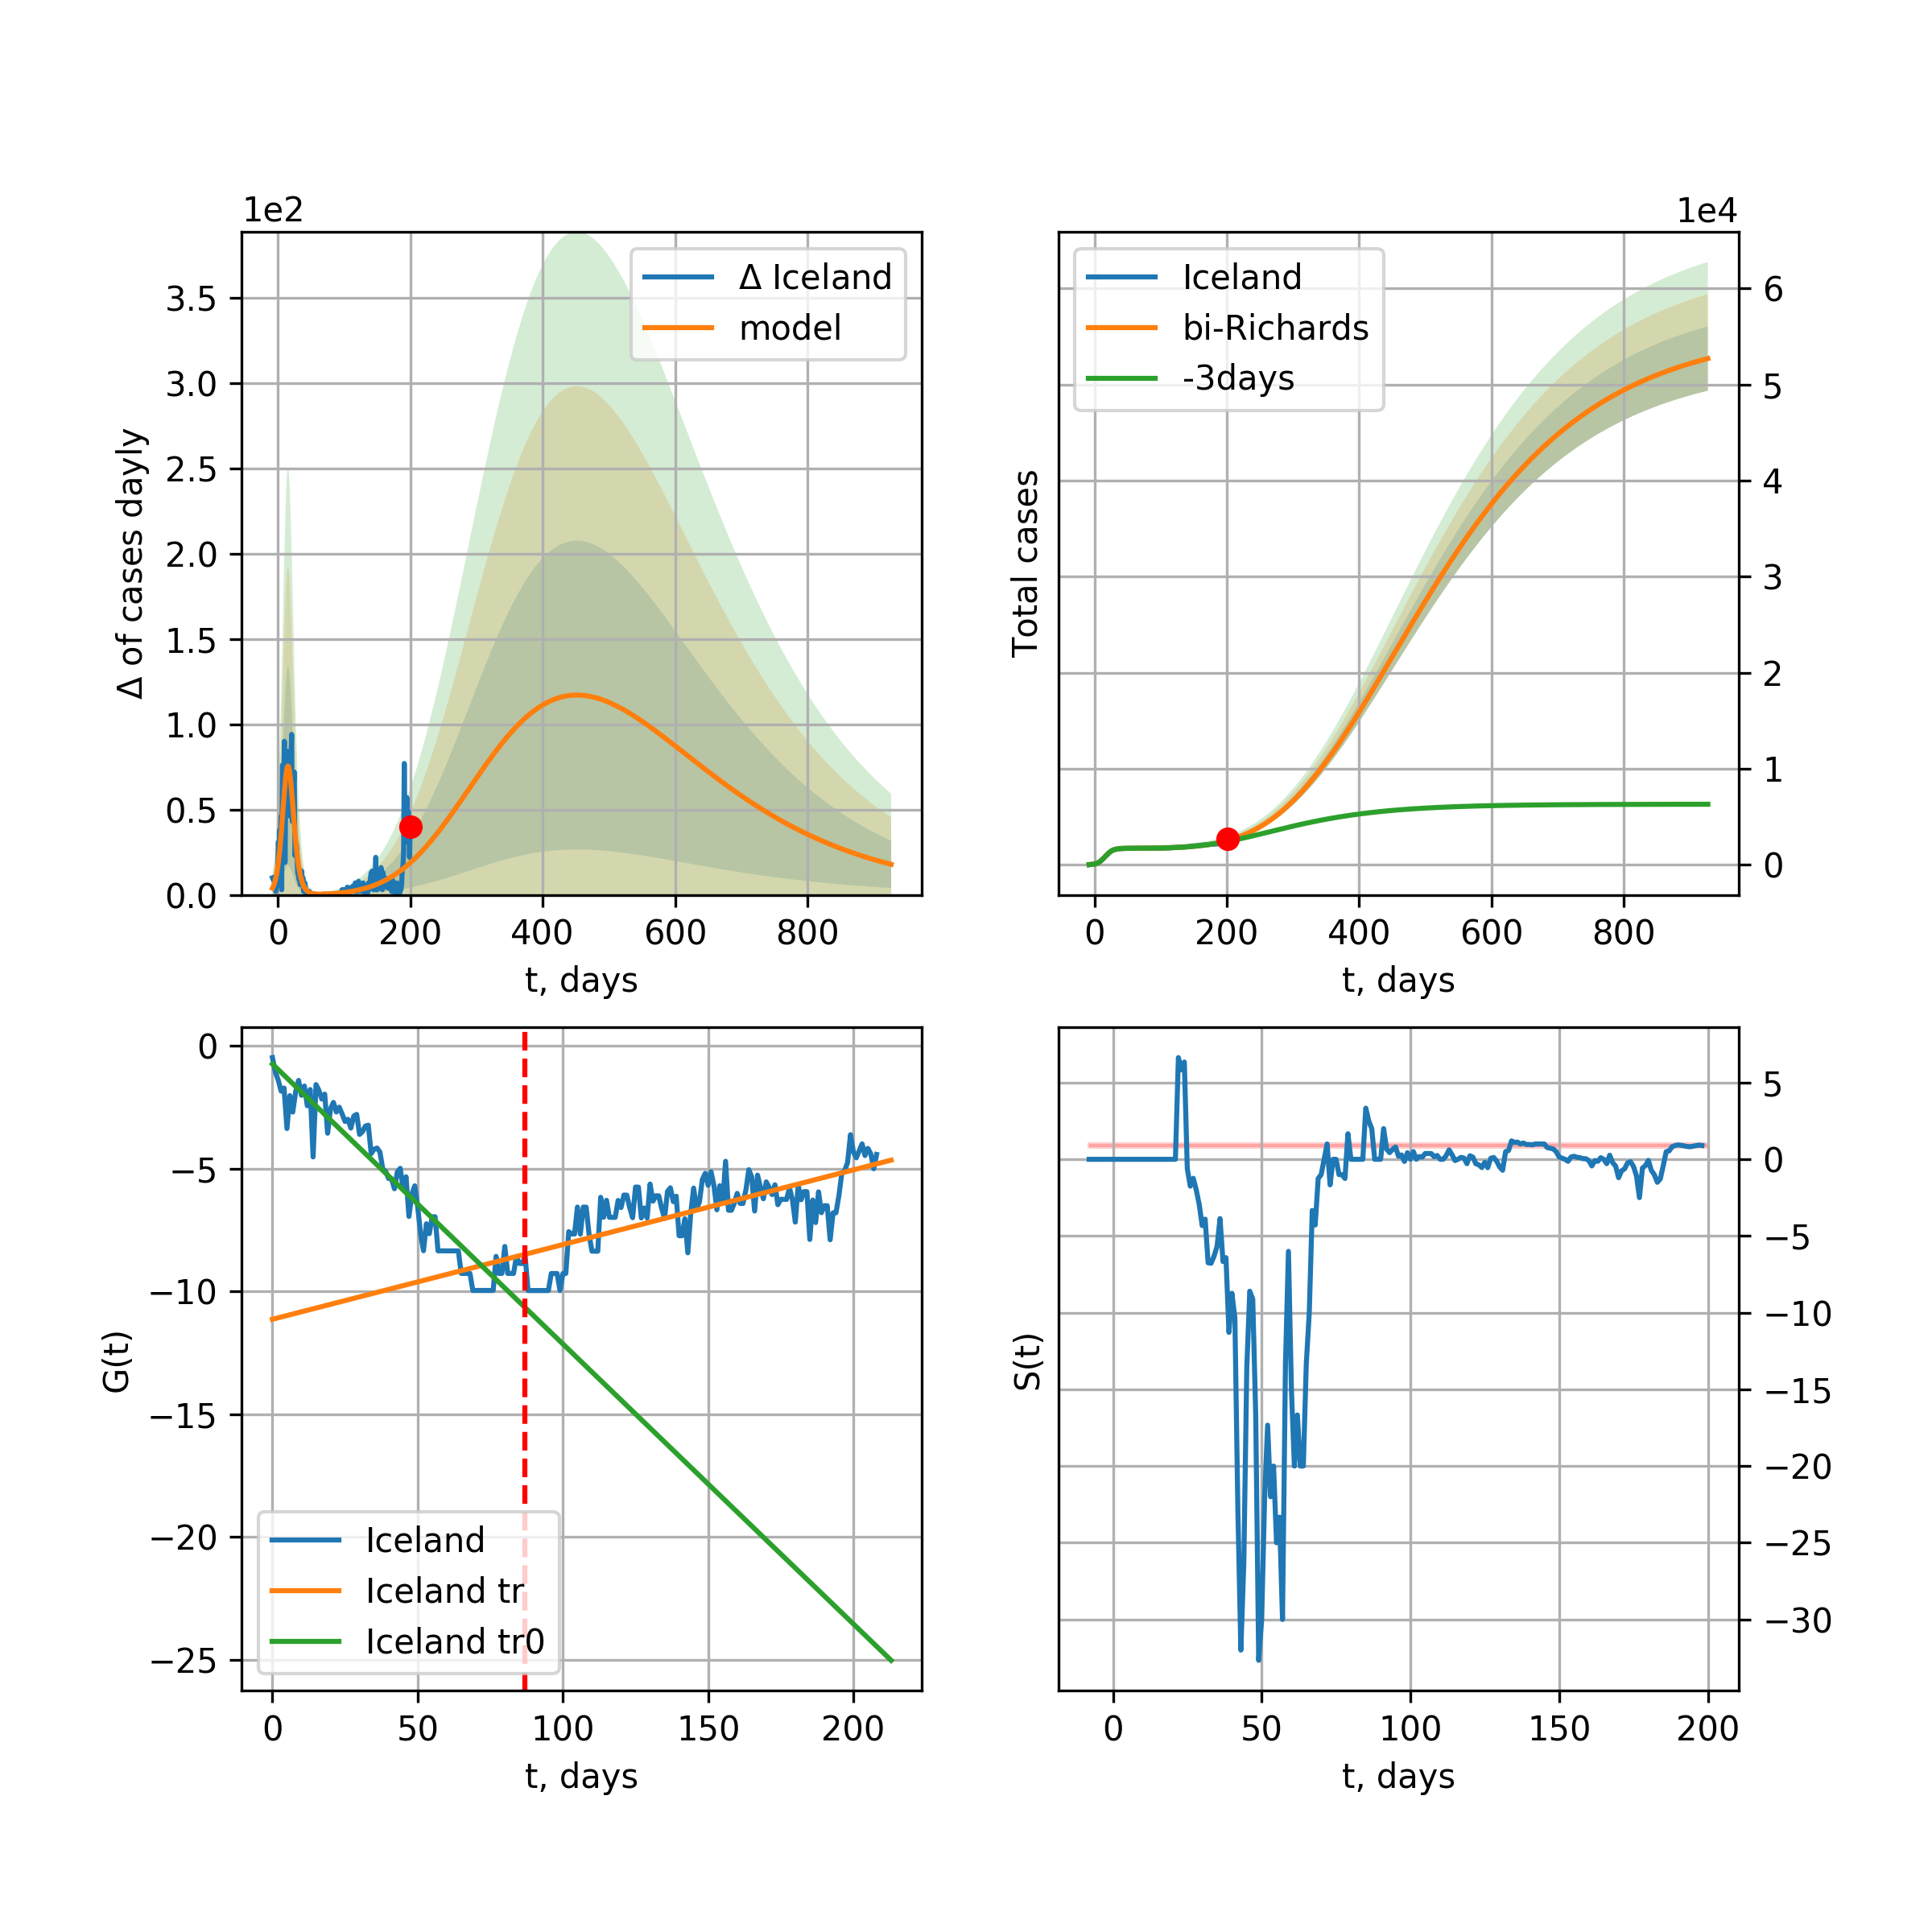 1e2
Δ of cases dayly
3.5
3.0
2.5
2.0
1.5
1.0
0.5
0.0
Δ Iceland
model
0 200 400 600 800
t, days
1e4
Total cases
Iceland
bi-Richards
-3days
6
5
4
3
2
1
0
0 200 400 600 800
t, days
G(t)
0
−5
−10
−15
−20
−25
Iceland
Iceland tr
Iceland tr0
0 50 100 150 200
t, days
S(t)
5
0
−5
−10
−15
−20
−25
−30
0 50 100 150 200
t, days